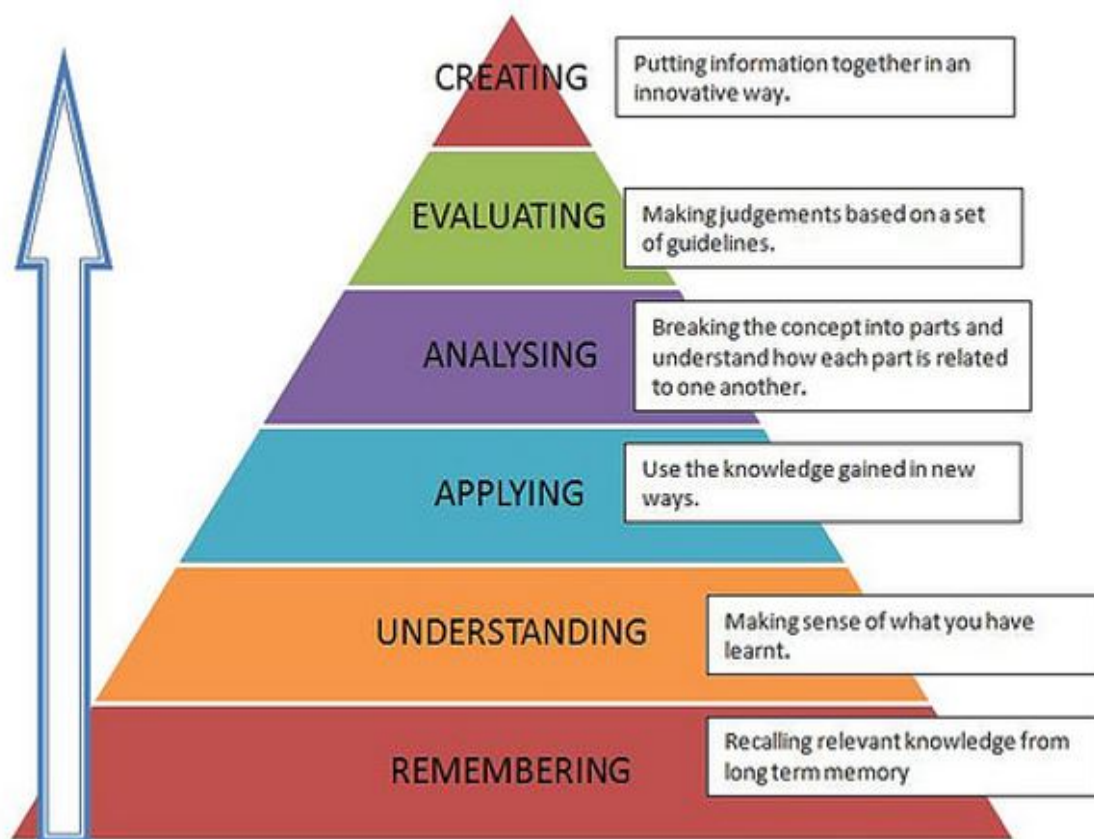 CREATING
Putting information together in an
innovative way.
EVALUATING
Making judgements based on a set
of guidelines.
ANALYSING
Breaking the concept into parts and
understand how each part is related
to one another.
APPLYING
Use the knowledge gained in new
ways.
UNDERSTANDING
Making sense of what you have
learnt.
REMEMBERING
Recalling relevant knowledge from
long term memory